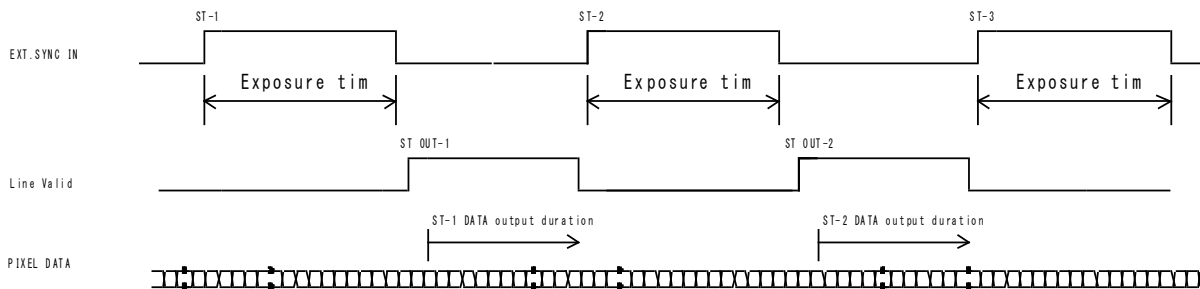 ST-1 ST-2 ST-3
EXT.SYNC IN
Exposure tim Exposure tim Exposure tim
ST OUT-1 ST OUT-2
Line Valid
ST-1 DATA output duration ST-2 DATA output duration
PIXEL DATA